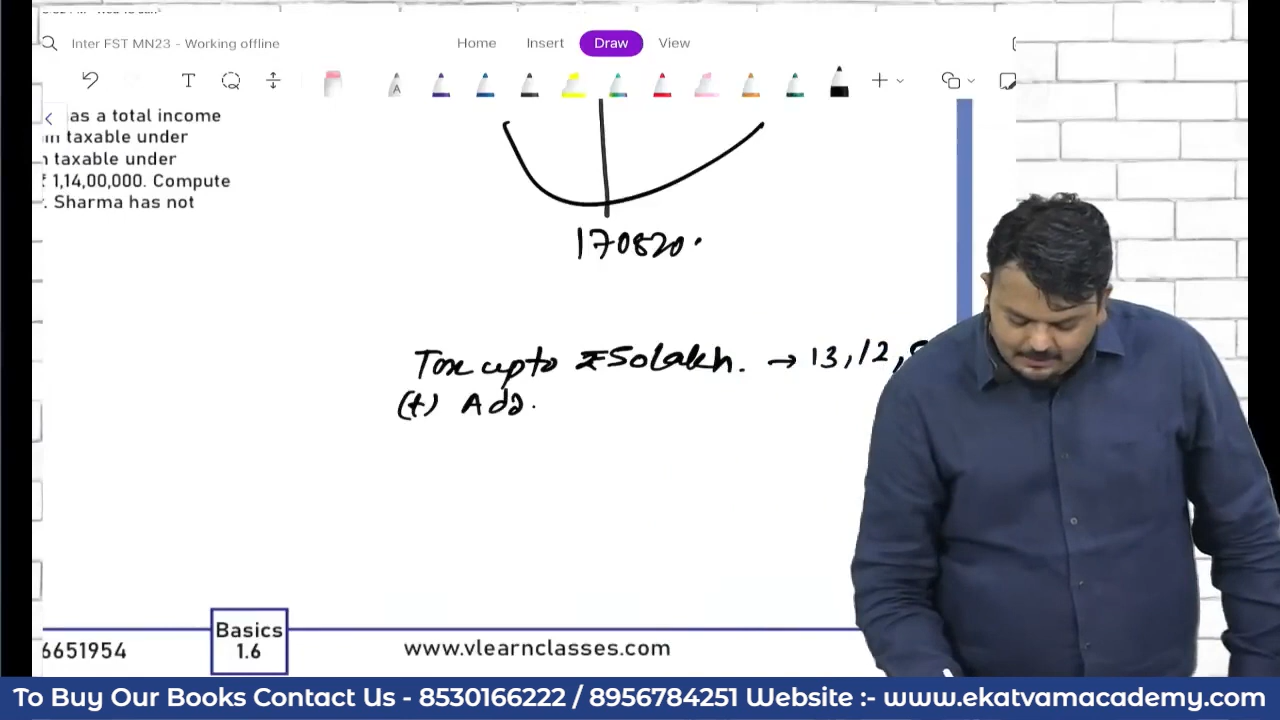 Inter FST MN23 - Working offline
Home Insert Draw View
as a total income
in taxable under
n taxable under
₹ 1,14,00,000. Compute
. Sharma has not
170820.
Tax upto ₹50lakh. → 13,12,
(+) Add.
6651954
Basics
1.6
www.vlearnclasses.com
To Buy Our Books Contact Us - 8530166222 / 8956784251 Website :- www.ekatvamacademy.com